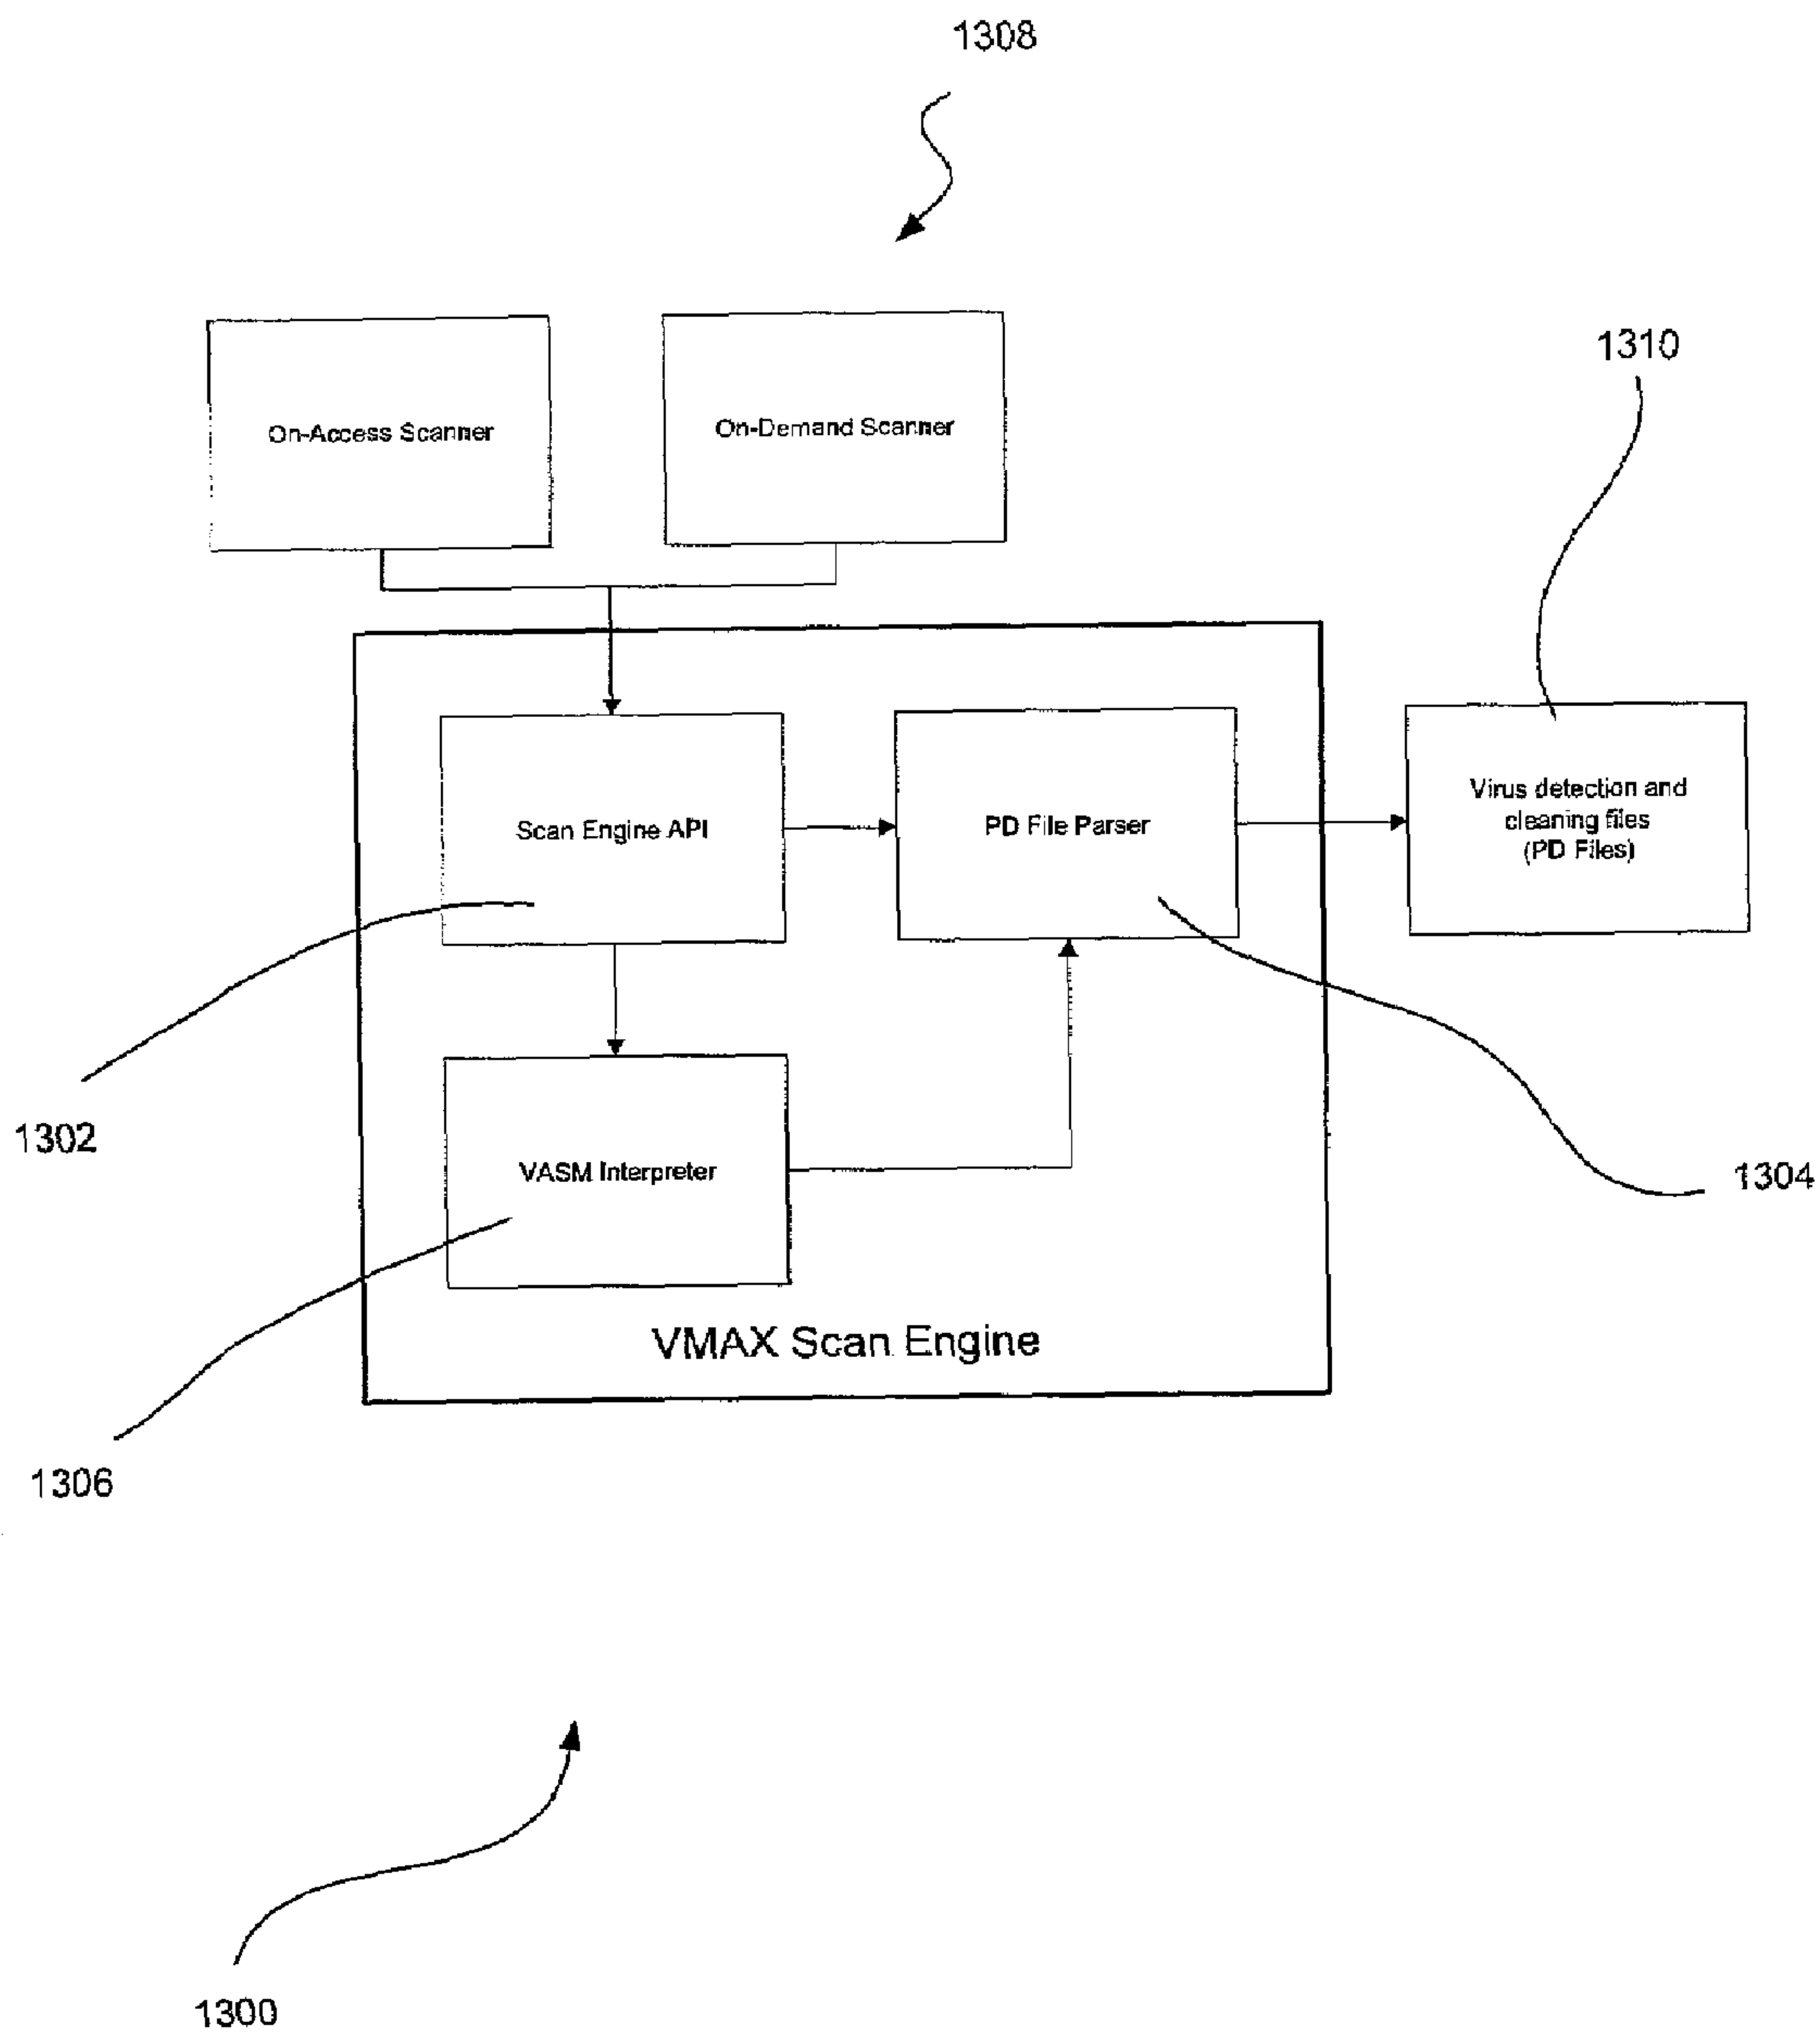 1308
1310
On-Access Scanner
On-Demand Scanner
Scan Engine API
PD File Parser
Virus detection and
cleaning files
(PD Files)
1302
VASM Interpreter
1304
VMAX Scan Engine
1306
1300